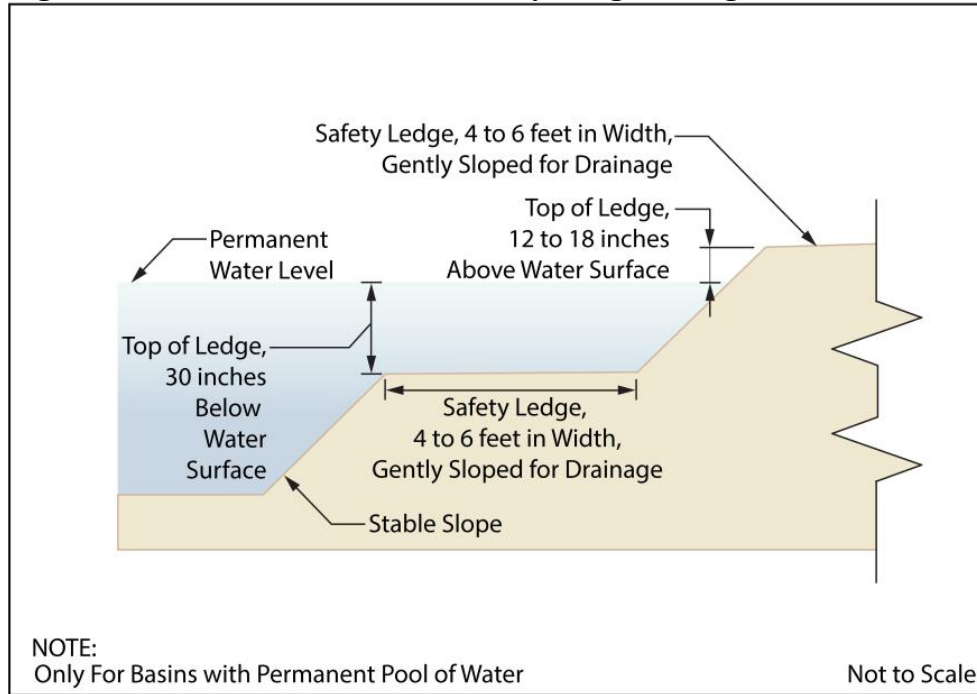 Safety Ledge, 4 to 6 feet in Width,
Gently Sloped for Drainage
Top of Ledge,
12 to 18 inches
Above Water Surface
Permanent
Water Level
Top of Ledge,
30 inches
Below
Water
Surface
Safety Ledge,
4 to 6 feet in Width,
Gently Sloped for Drainage
Stable Slope
NOTE:
Only For Basins with Permanent Pool of Water
Not to Scale